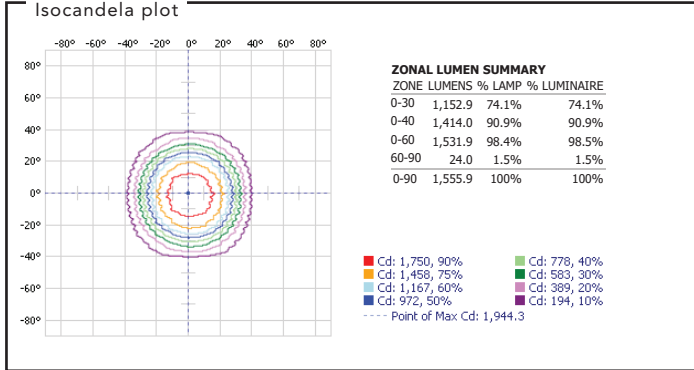 Isocandela plot
-80° -60° -40° -20° 0° 20° 40° 60° 80°
80°
60°
40°
20°
0°
-20°
-40°
-60°
-80°
ZONAL LUMEN SUMMARY
ZONE LUMENS % LAMP % LUMINAIRE
0-30 1,152.9 74.1% 74.1%
0-40 1,414.0 90.9% 90.9%
0-60 1,531.9 98.4% 98.5%
60-90 24.0 1.5% 1.5%
0-90 1,555.9 100% 100%
Cd: 1,750, 90% Cd: 778, 40%
Cd: 1,458, 75% Cd: 583, 30%
Cd: 1,167, 60% Cd: 389, 20%
Cd: 972, 50% Cd: 194, 10%
Point of Max Cd: 1,944.3